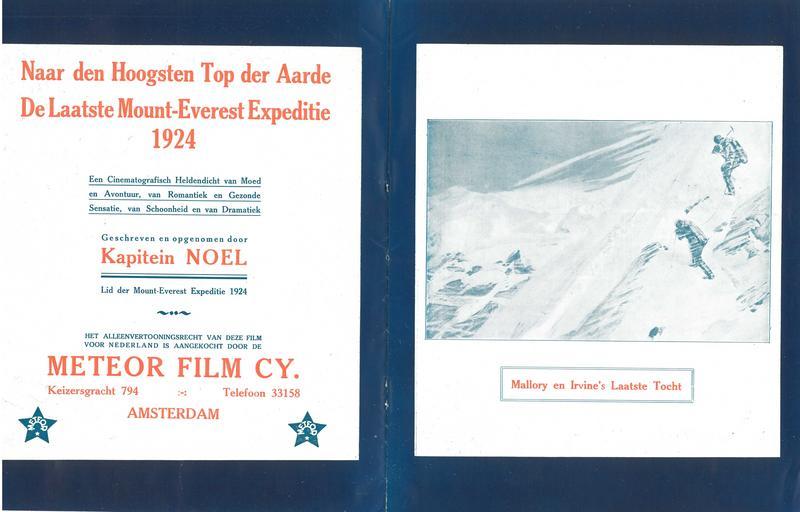 Naar den Hoogsten Top der Aarde
De Laatste Mount-Everest Expeditie
1924
Een Cinematografisch Heldendicht van Moed
en Avontuur, van Romantiek en Gezonde
Sensatie, van Schoonheid en van Dramatiek
Geschreven en opgenomen door
Kapitein NOEL
Lid der Mount-Everest Expeditie 1924
HET ALLEENVERTOONINGSRECHT VAN DEZE FILM
VOOR NEDERLAND IS AANGEKOCHT DOOR DE
METEOR FILM CY.
Keizersgracht 794 :-: Telefoon 33158
AMSTERDAM
METEOR
METEOR
Mallory en Irvine's Laatste Tocht